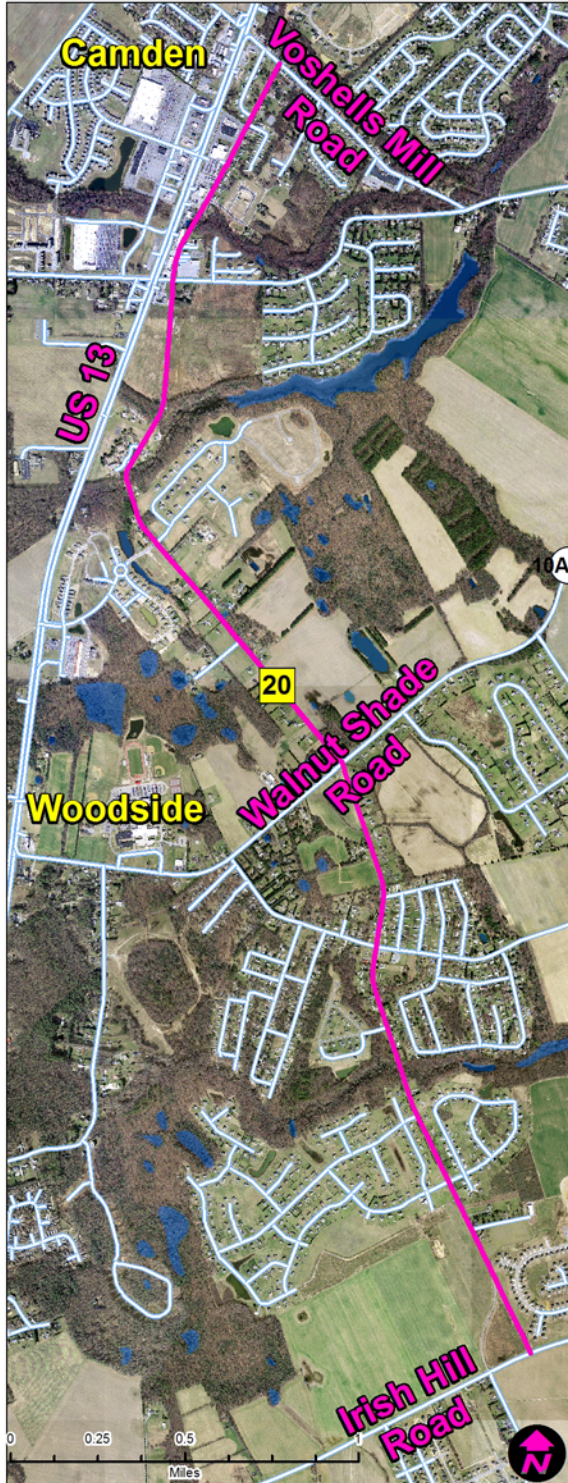 Camden
Voshells Mill
Road
US 13
10A
20
Walnut Shade
Road
Woodside
Irish Hill
Road
0 0.25 0.5 1
Miles
N